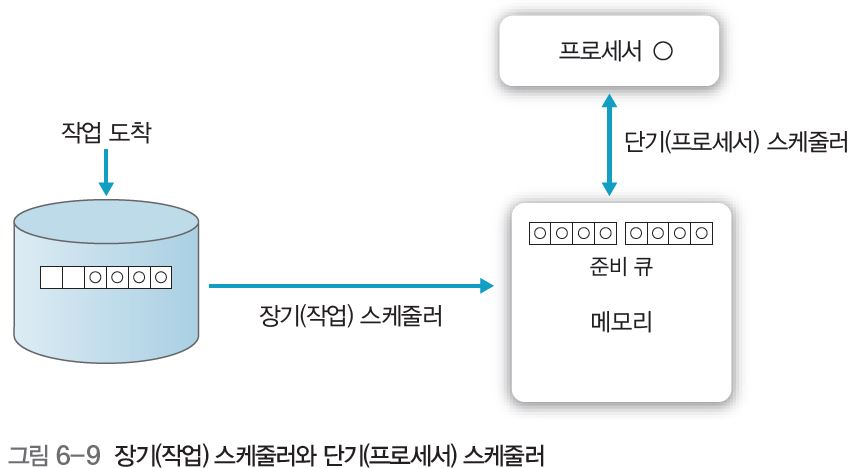 프로세서
작업 도착
단기(프로세서) 스케줄러
준비 큐
장기(작업) 스케줄러
메모리
그림 6-9 장기(작업) 스케줄러와 단기(프로세서) 스케줄러